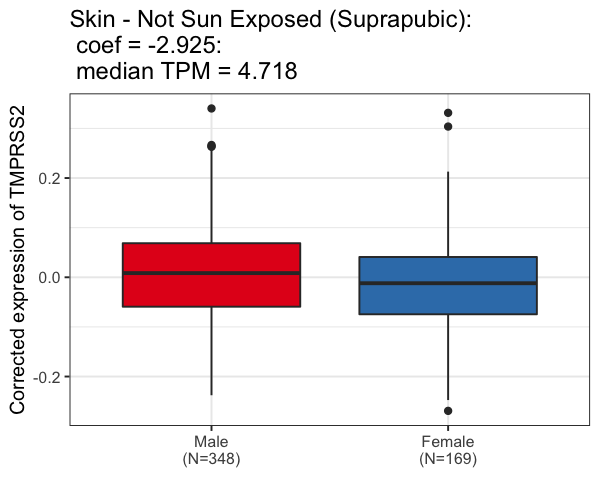 Skin - Not Sun Exposed (Suprapubic):
coef = -2.925:
median TPM = 4.718
Corrected expression of TMPRSS2
0.2
0.0
-0.2
Male
(N=348)
Female
(N=169)